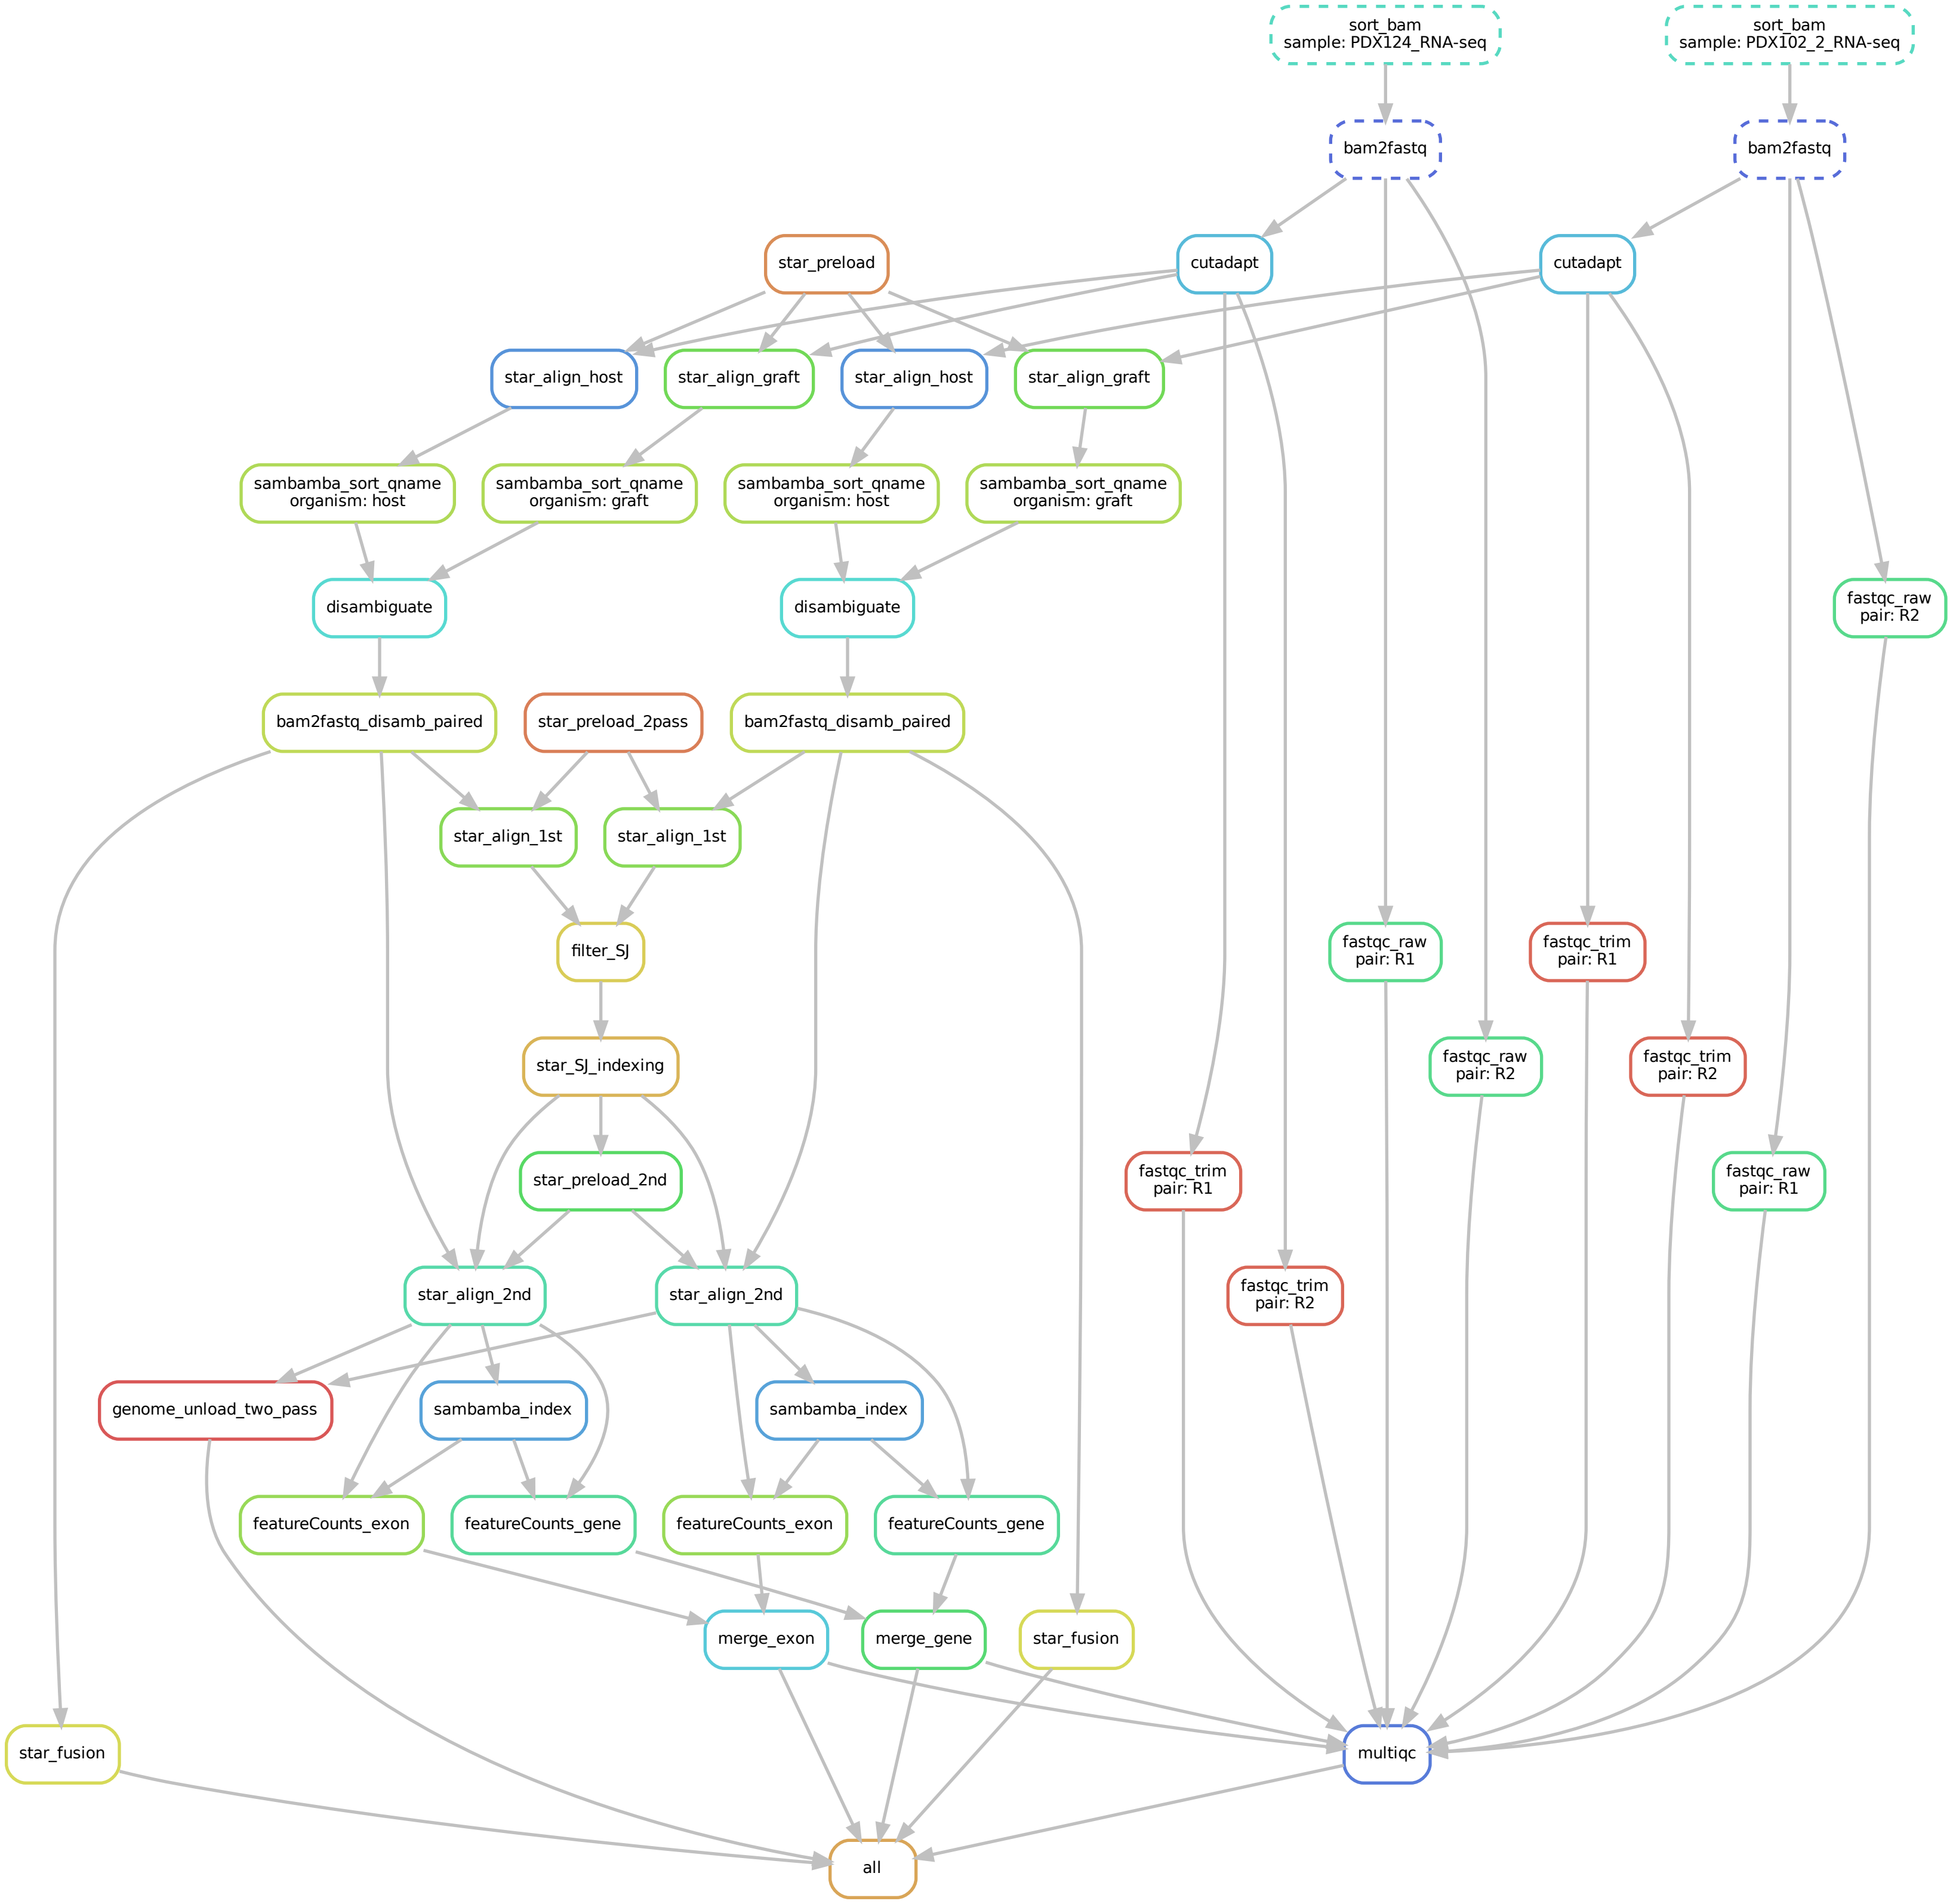 sort_bam
sample: PDX124_RNA-seq
sort_bam
sample: PDX102_2_RNA-seq
bam2fastq
bam2fastq
star_preload
cutadapt
cutadapt
star_align_host
star_align_graft
star_align_host
star_align_graft
sambamba_sort_qname
organism: host
sambamba_sort_qname
organism: graft
sambamba_sort_qname
organism: host
sambamba_sort_qname
organism: graft
disambiguate
disambiguate
fastqc_raw
pair: R2
bam2fastq_disamb_paired
star_preload_2pass
bam2fastq_disamb_paired
star_align_1st
star_align_1st
filter_SJ
fastqc_raw
pair: R1
fastqc_trim
pair: R1
star_SJ_indexing
fastqc_raw
pair: R2
fastqc_trim
pair: R2
star_preload_2nd
fastqc_trim
pair: R1
fastqc_raw
pair: R1
star_align_2nd
star_align_2nd
fastqc_trim
pair: R2
genome_unload_two_pass
sambamba_index
sambamba_index
featureCounts_exon
featureCounts_gene
featureCounts_exon
featureCounts_gene
merge_exon
merge_gene
star_fusion
star_fusion
multiqc
all